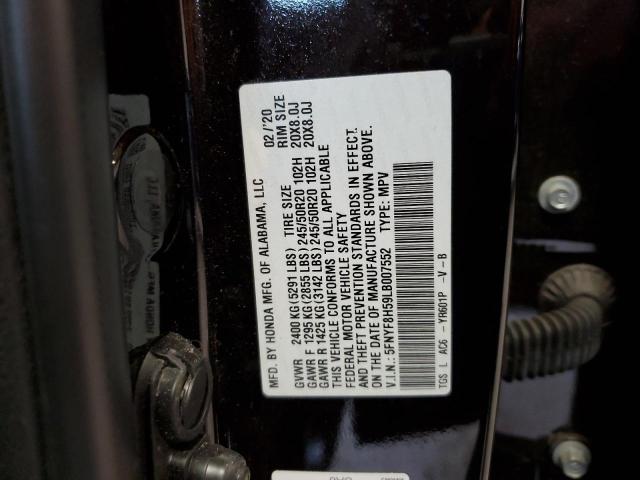 MFD. BY HONDA MFG. OF ALABAMA, LLC 02/'20
GVWR 2400 KG (5291 LBS) TIRE SIZE RIM SIZE
GAWR F 1295 KG (2855 LBS) 245/50R20 102H 20X8.0J
GAWR R 1425 KG (3142 LBS) 245/50R20 102H 20X8.0J
THIS VEHICLE CONFORMS TO ALL APPLICABLE
FEDERAL MOTOR VEHICLE SAFETY
AND THEFT PREVENTION STANDARDS IN EFFECT
ON THE DATE OF MANUFACTURE SHOWN ABOVE.
V.I.N.: 5FNYF8H59LB007552 TYPE: MPV
TGS L AC6 - YR601P -V-B